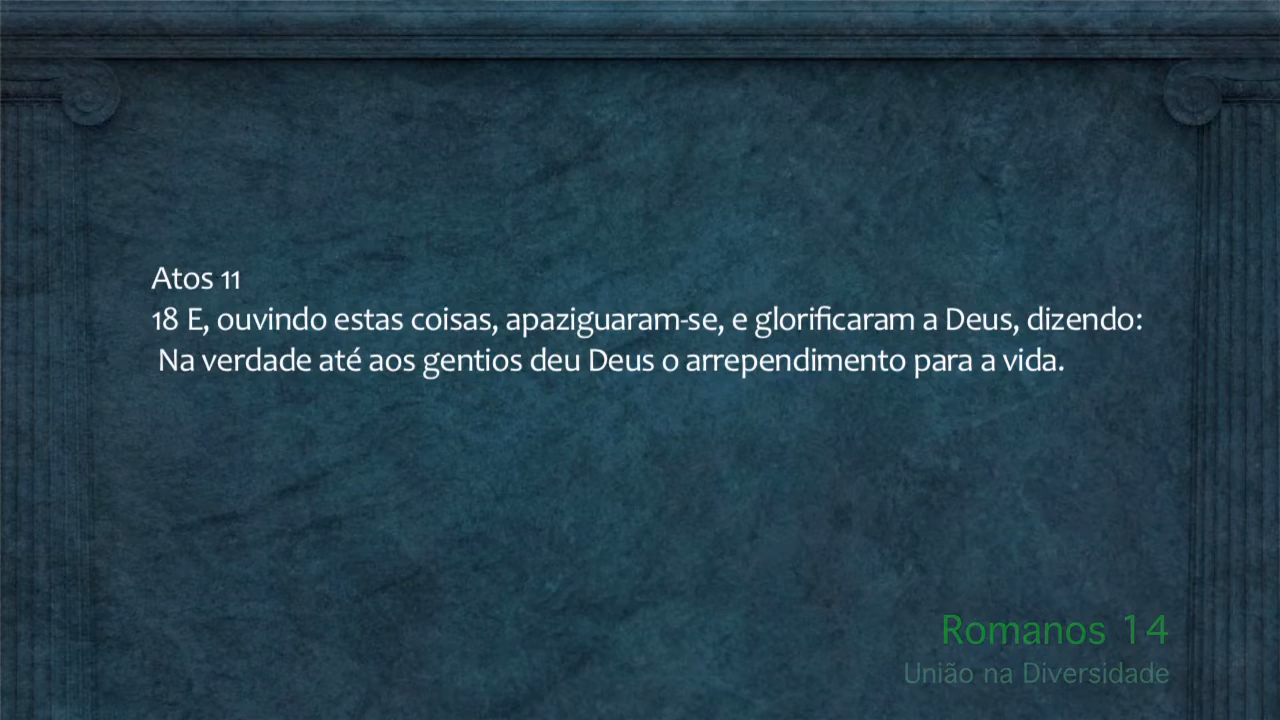 Atos 11
18 E, ouvindo estas coisas, apaziguaram-se, e glorificaram a Deus, dizendo:
Na verdade até aos gentios deu Deus o arrependimento para a vida.
Romanos 14
União na Diversidade